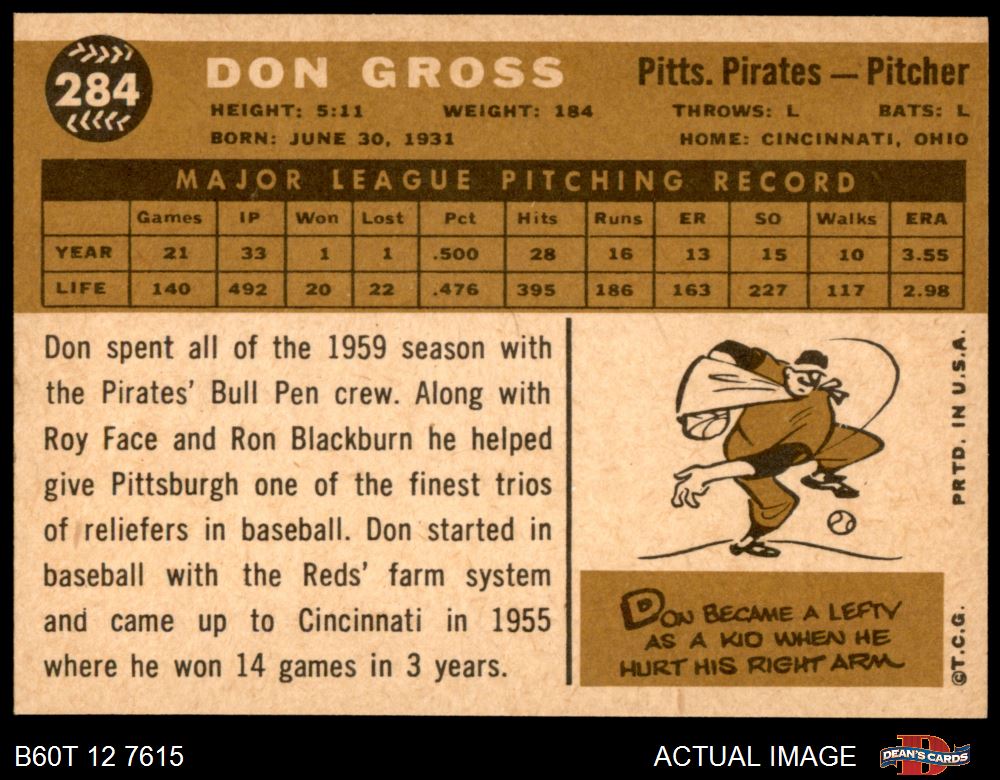 284
DON GROSS
Pitts. Pirates — Pitcher
HEIGHT: 5:11 WEIGHT: 184 THROWS: L BATS: L
BORN: JUNE 30, 1931 HOME: CINCINNATI, OHIO
MAJOR LEAGUE PITCHING RECORD
Games IP Won Lost Pct Hits Runs ER SO Walks ERA
YEAR 21 33 1 1 .500 28 16 13 15 10 3.55
LIFE 140 492 20 22 .476 395 186 163 227 117 2.98
Don spent all of the 1959 season with
the Pirates' Bull Pen crew. Along with
Roy Face and Ron Blackburn he helped
give Pittsburgh one of the finest trios
of reliefers in baseball. Don started in
baseball with the Reds' farm system
and came up to Cincinnati in 1955
where he won 14 games in 3 years.
DON BECAME A LEFTY
AS A KID WHEN HE
HURT HIS RIGHT ARM
©T.C.G. PRTD. IN U.S.A.
B60T 12 7615
ACTUAL IMAGE
DEAN'S CARDS